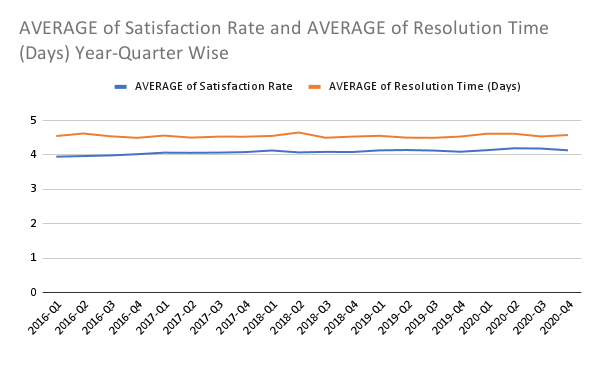 AVERAGE of Satisfaction Rate and AVERAGE of Resolution Time
(Days) Year-Quarter Wise
AVERAGE of Satisfaction Rate
AVERAGE of Resolution Time (Days)
5
4
3
2
1
0
2016-Q1
2016-Q2
2016-Q3
2016-Q4
2017-Q1
2017-Q2
2017-Q3
2017-Q4
2018-Q1
2018-Q2
2018-Q3
2018-Q4
2019-Q1
2019-Q2
2019-Q3
2019-Q4
2020-Q1
2020-Q2
2020-Q3
2020-Q4